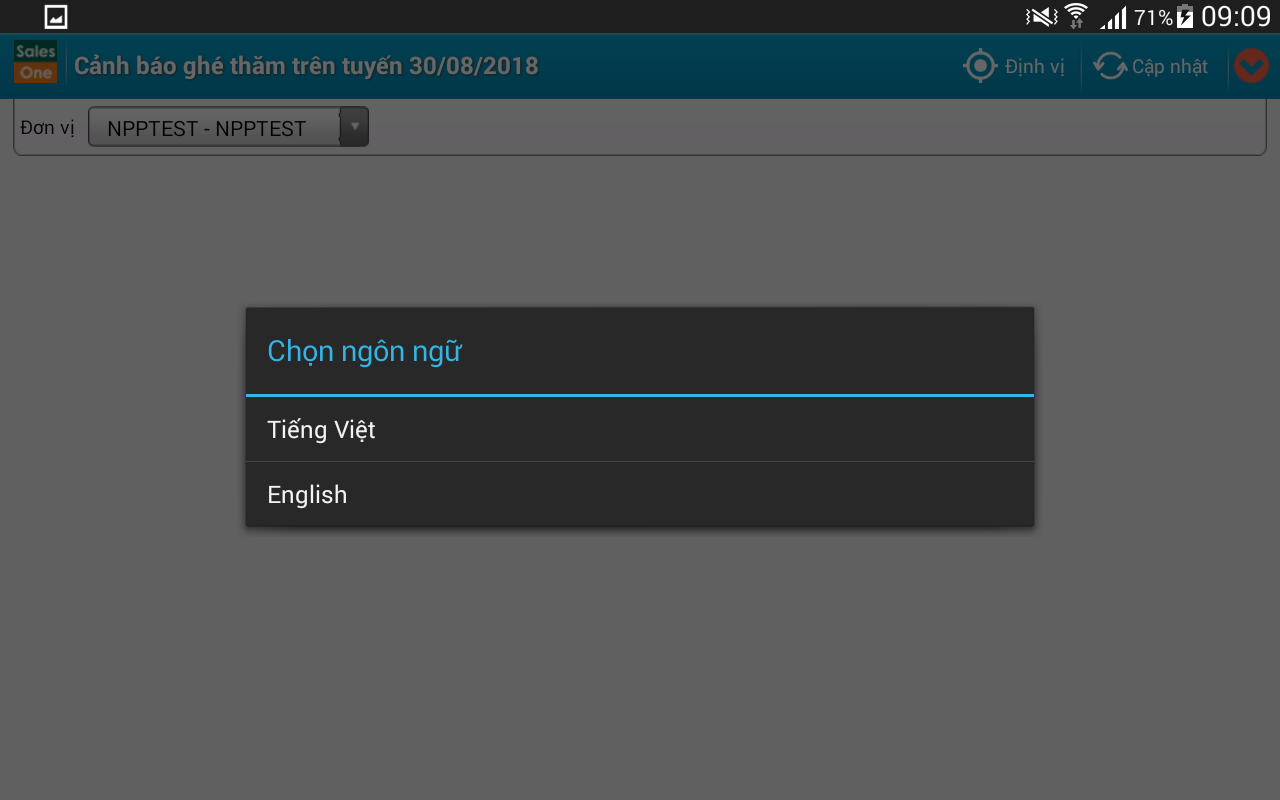 71% 09:09
Sales One
Cảnh báo ghé thăm trên tuyến 30/08/2018
Định vị
Cập nhật
Đơn vị
NPPTEST - NPPTEST
Chọn ngôn ngữ
Tiếng Việt
English